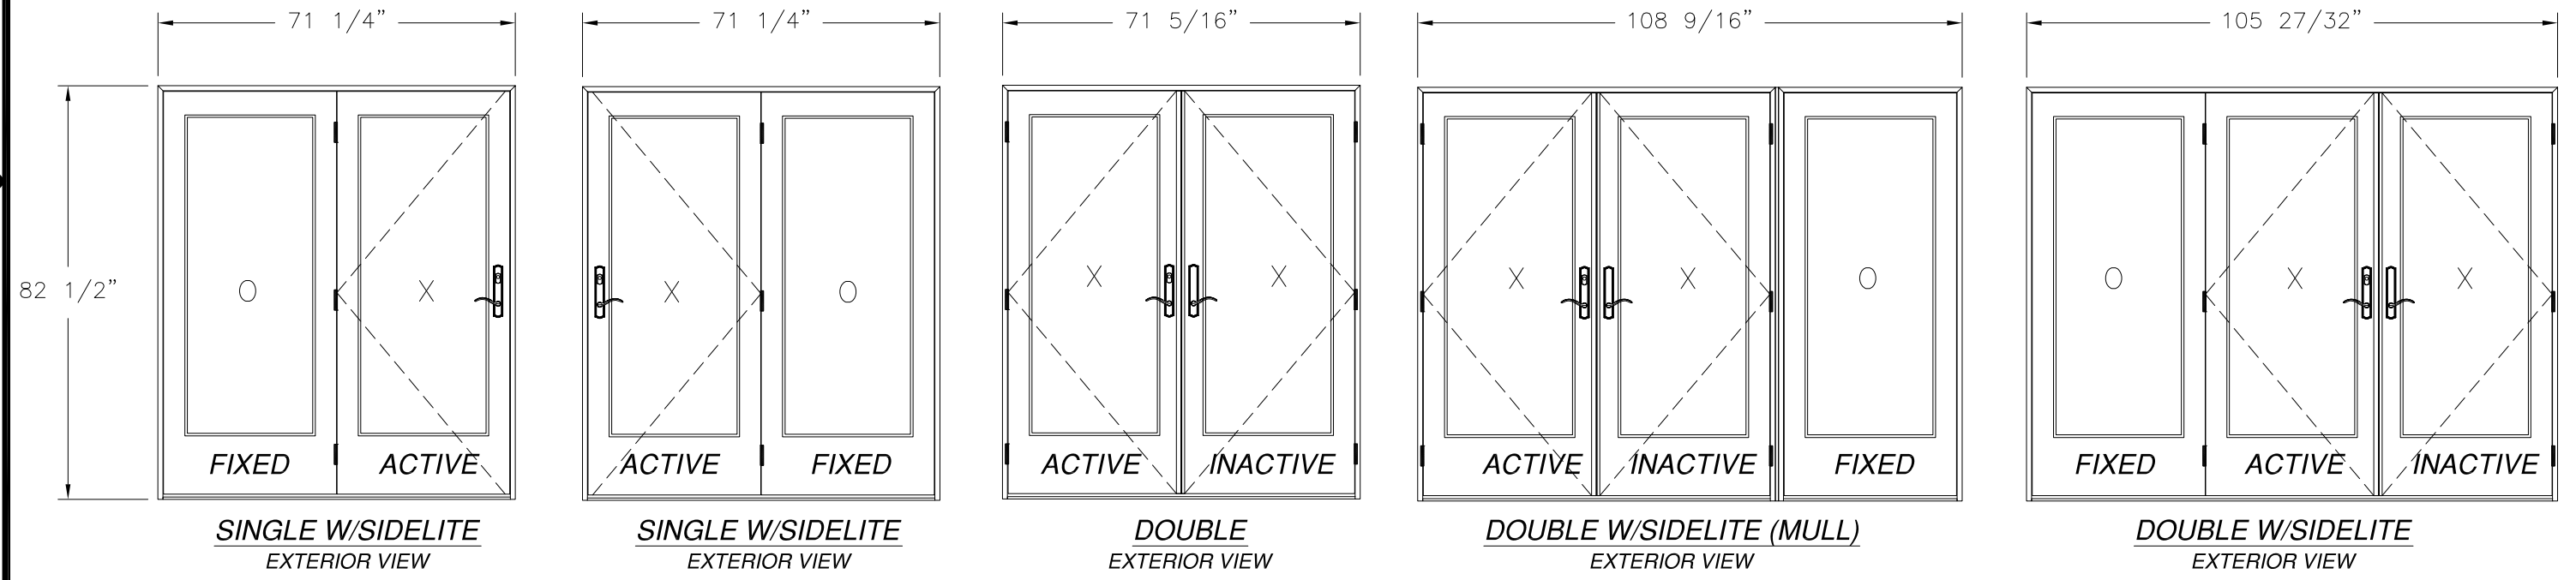 71 1/4”
71 1/4”
71 5/16”
108 9/16”
105 27/32”
82 1/2”
O
X
X
O
X
X
X
X
O
O
X
X
FIXED
ACTIVE
ACTIVE
FIXED
ACTIVE
INACTIVE
ACTIVE
INACTIVE
FIXED
FIXED
ACTIVE
INACTIVE
SINGLE W/SIDELITE
EXTERIOR VIEW
SINGLE W/SIDELITE
EXTERIOR VIEW
DOUBLE
EXTERIOR VIEW
DOUBLE W/SIDELITE (MULL)
EXTERIOR VIEW
DOUBLE W/SIDELITE
EXTERIOR VIEW